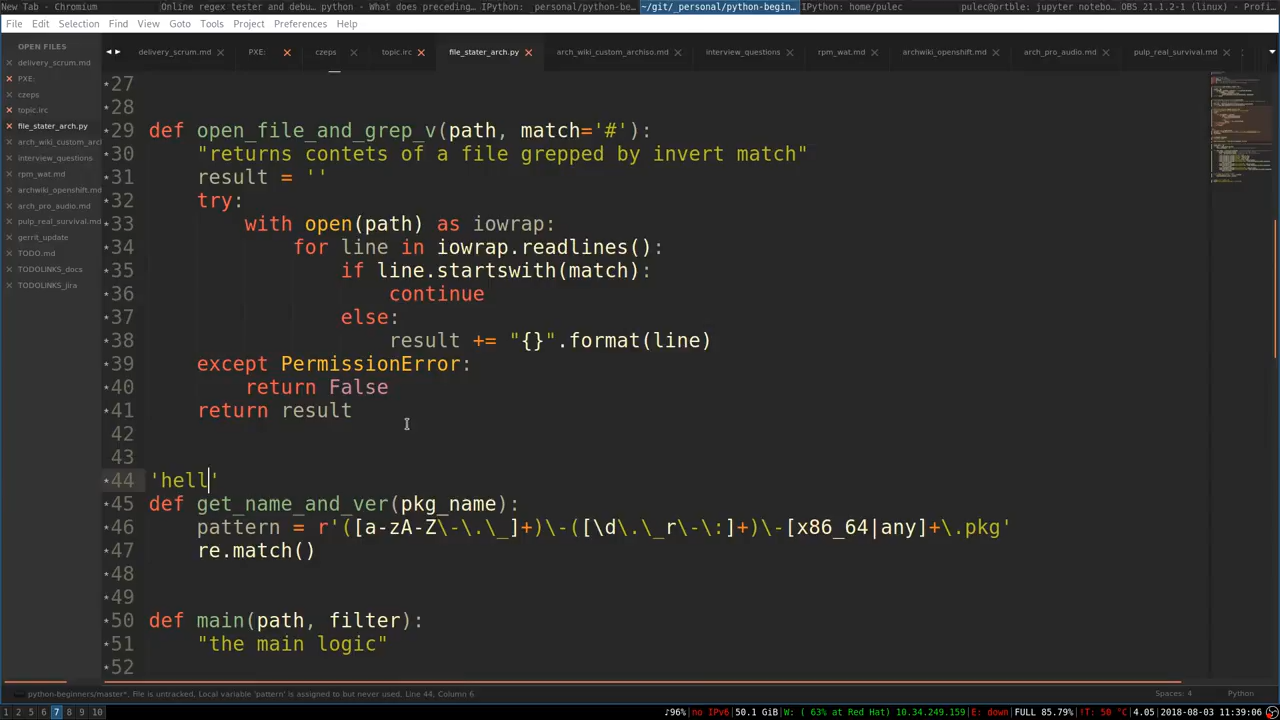 New Tab - Chromium
Online regex tester and debu...
python - What does preceding...
IPython: _personal/python-be...
~/git/_personal/python-begin...
IPython: home/pulec
pulec@prtble: jupyter notebo...
OBS 21.1.2-1 (linux) - Profi...
File Edit Selection Find View Goto Tools Project Preferences Help
OPEN FILES
delivery_scrum.md
PXE:
czeps
topic.irc
file_stater_arch.py
arch_wiki_custom_arcl
interview_questions
rpm_wat.md
archwiki_openshift.md
arch_pro_audio.md
pulp_real_survival.md
gerrit_update
TODO.md
TODOLINKS_docs
TODOLINKS_jira
delivery_scrum.md PXE: czeps topic.irc file_stater_arch.py arch_wiki_custom_archiso.md interview_questions rpm_wat.md archwiki_openshift.md arch_pro_audio.md pulp_real_survival.md
27
28
29 def open_file_and_grep_v(path, match='#'):
30 "returns contets of a file grepped by invert match"
31 result = ''
32 try:
33 with open(path) as iowrap:
34 for line in iowrap.readlines():
35 if line.startswith(match):
36 continue
37 else:
38 result += "{}".format(line)
39 except PermissionError:
40 return False
41 return result
42
43
44 'hell'
45 def get_name_and_ver(pkg_name):
46 pattern = r'([a-zA-Z\-\.\_]+)\-([\d\.\_r\-\:]+)\-[x86_64|any]+\.pkg'
47 re.match()
48
49
50 def main(path, filter):
51 "the main logic"
52
python-beginners/master*, File is untracked, Local variable 'pattern' is assigned to but never used, Line 44, Column 6
Spaces: 4
Python
1 2 5 6 7 8 9 10
♪96%|no IPv6|50.1 GiB|W: ( 63% at Red Hat) 10.34.249.159|E: down|FULL 85.79%|!T: 50 °C|4.05|2018-08-03 11:39:06